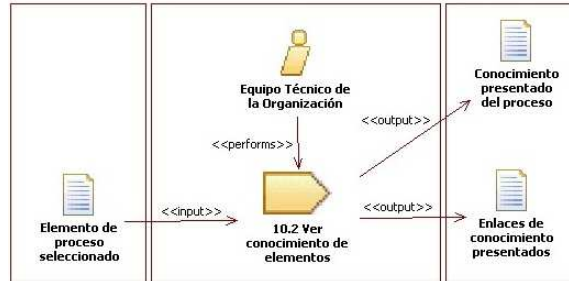 Elemento de
proceso
seleccionado
<<input>>
Equipo Técnico de
la Organización
<<performs>>
10.2 Ver
conocimiento de
elementos
<<output>>
<<output>>
Conocimiento
presentado
del proceso
Enlaces de
conocimiento
presentados